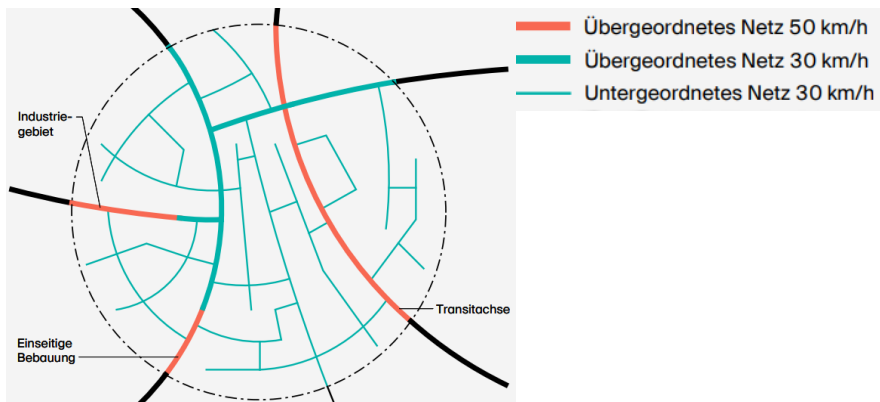 Übergeordnetes Netz 50 km/h
Übergeordnetes Netz 30 km/h
Untergeordnetes Netz 30 km/h
Industrie-
gebiet
Transitachse
Einseitige
Bebauung